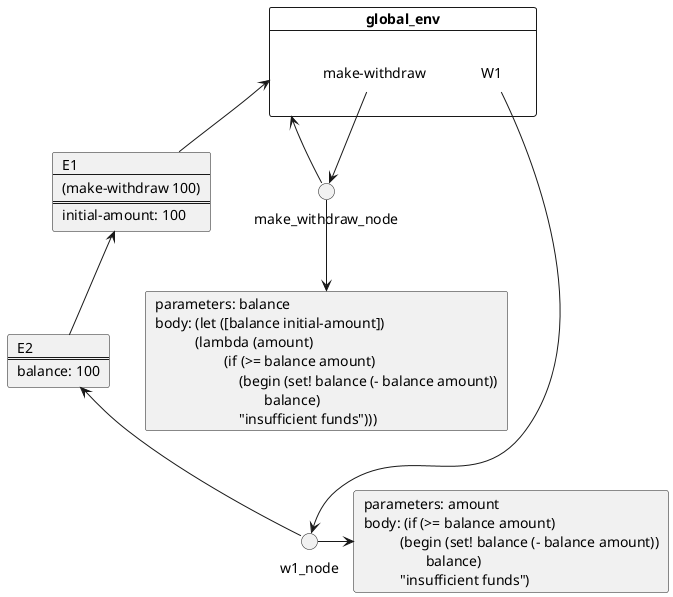 global_env
make-withdraw
W1
E1
(make-withdraw 100)
initial-amount: 100
make_withdraw_node
parameters: balance
body: (let ([balance initial-amount])
(lambda (amount)
(if (>= balance amount)
(begin (set! balance (- balance amount))
balance)
"insufficient funds")))
E2
balance: 100
w1_node
parameters: amount
body: (if (>= balance amount)
(begin (set! balance (- balance amount))
balance)
"insufficient funds")